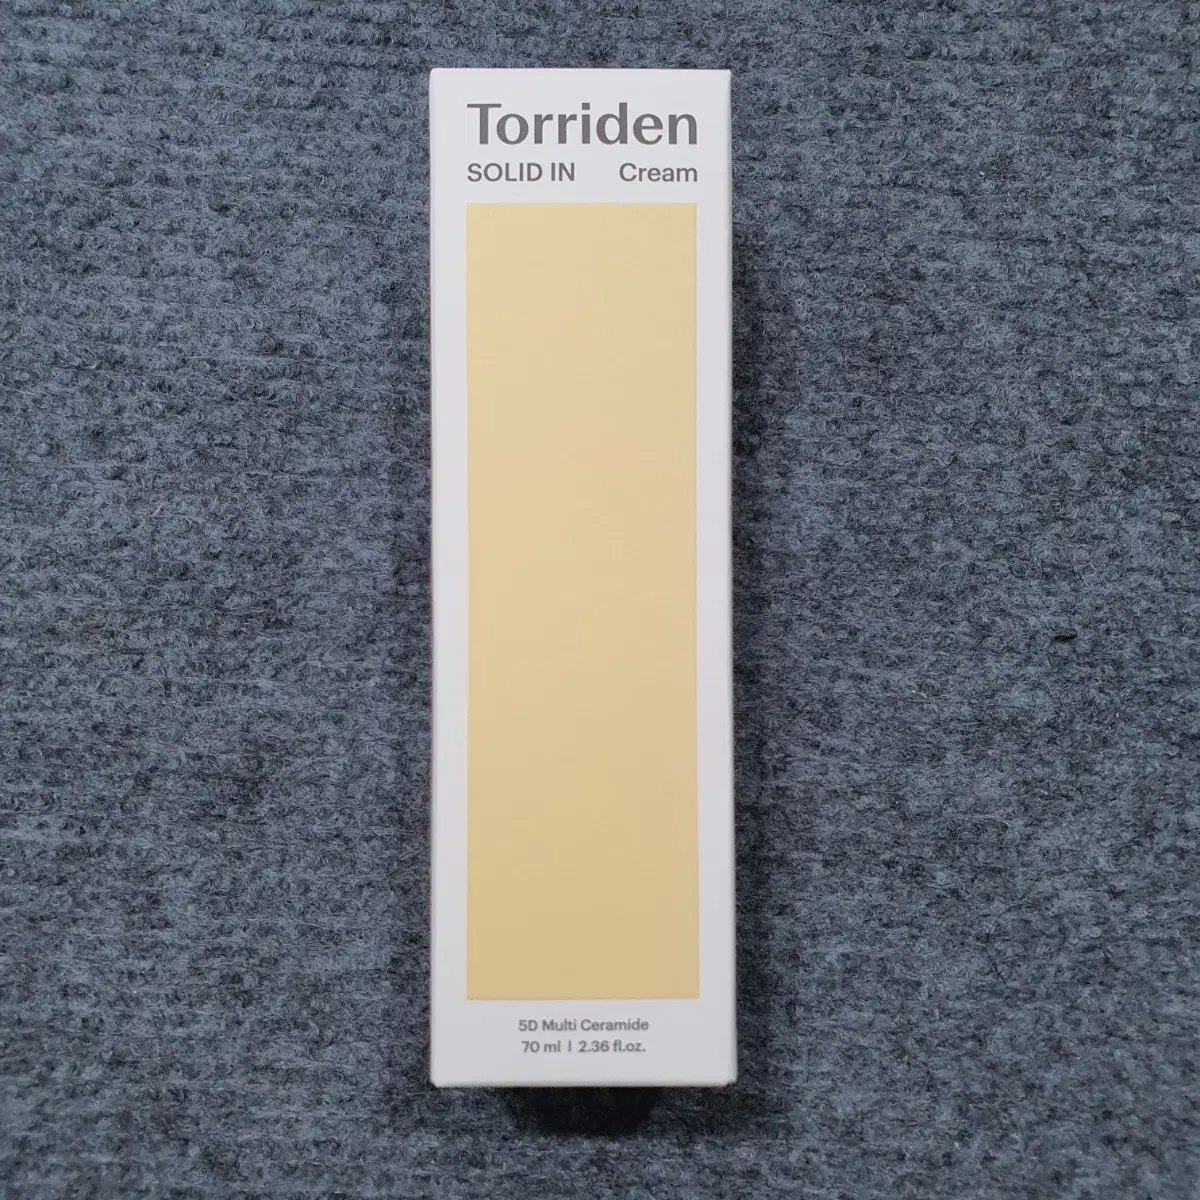 Torriden
SOLID IN Cream
5D Multi Ceramide
70 ml | 2.36 fl.oz.